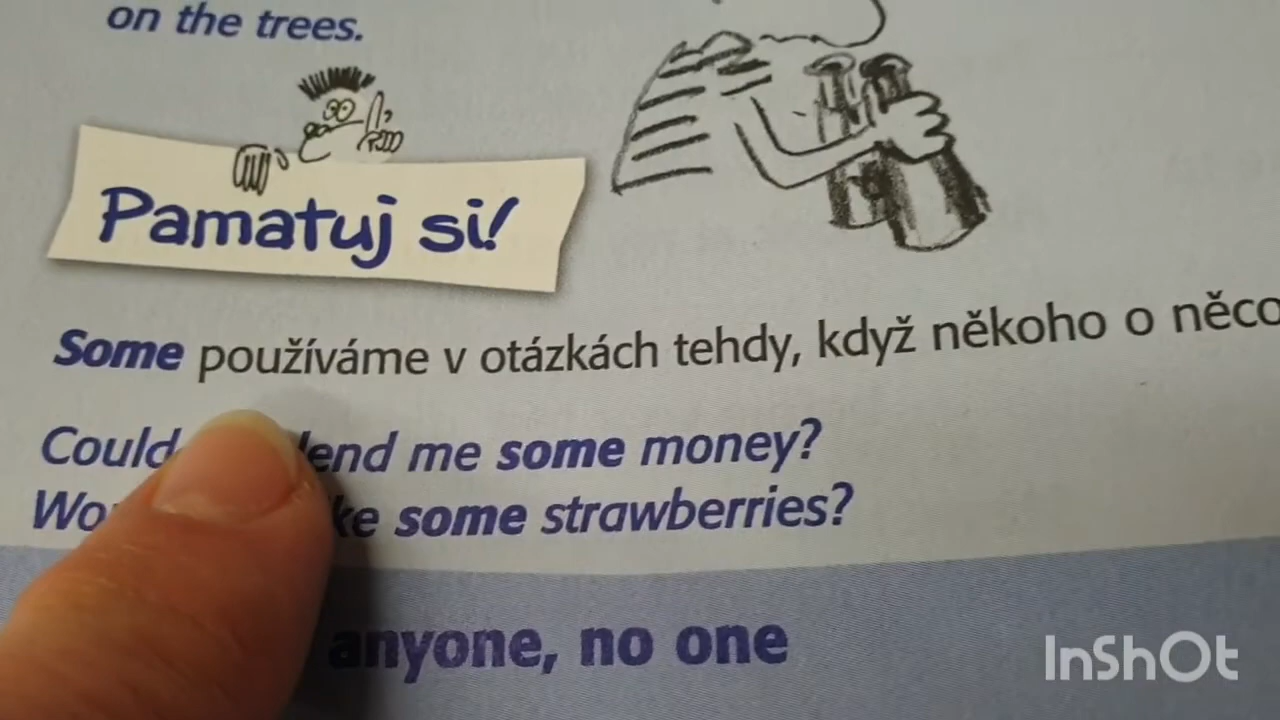 on the trees.
Pamatuj si!
Some používáme v otázkách tehdy, když někoho o něco
Could me some money?
some strawberries?
anyone, no one
InShOt